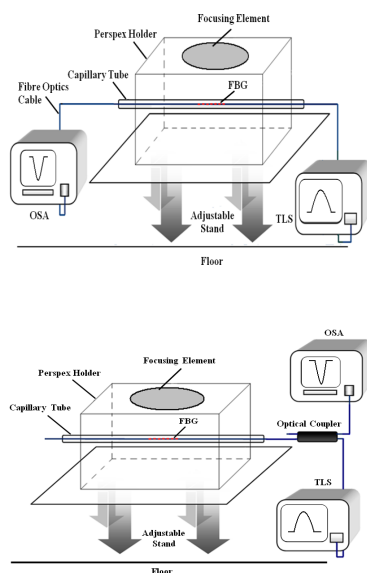 Focusing Element
Perspex Holder
Capillary Tube
Fibre Optics
Cable
FBG
OSA
Adjustable
Stand
TLS
Floor
OSA
Focusing Element
Perspex Holder
Capillary Tube
FBG
Optical Coupler
TLS
Adjustable
Stand
Floor